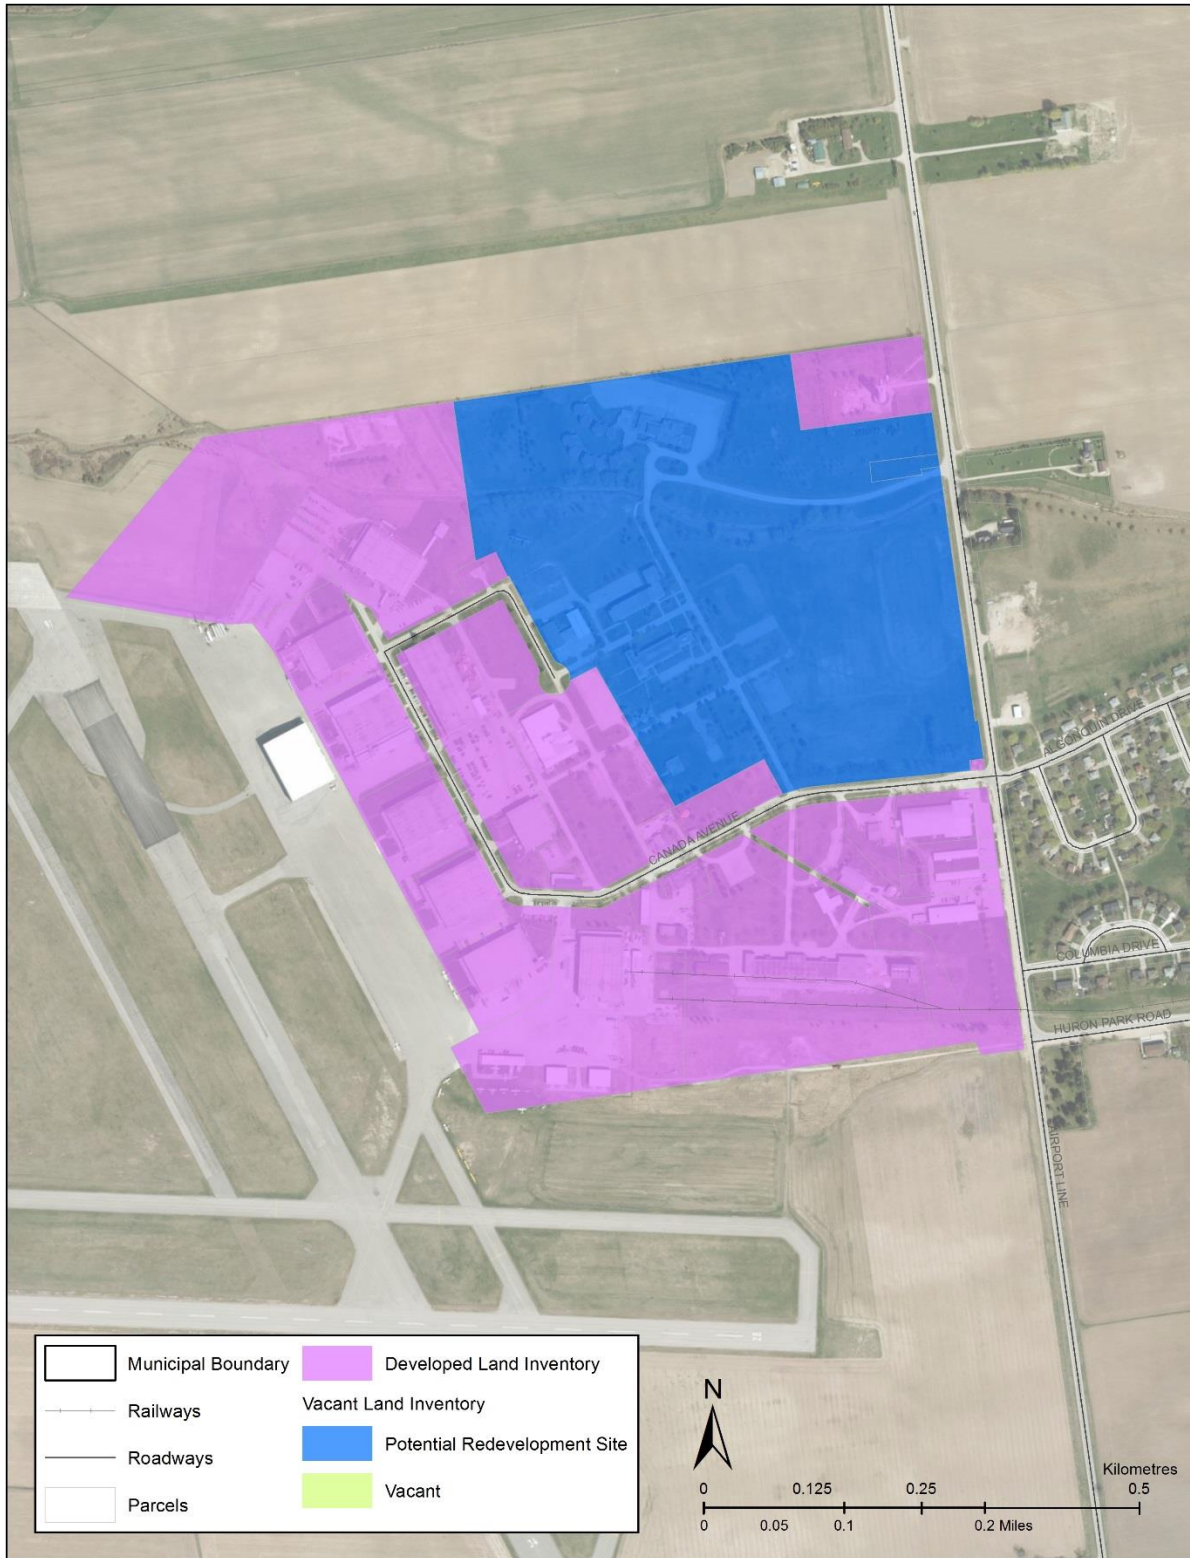 ALGONQUIN DRIVE
CANADA AVENUE
COLUMBIA DRIVE
HURON PARK ROAD
AIRPORT LINE
Municipal Boundary
Railways
Roadways
Parcels
Developed Land Inventory
Vacant Land Inventory
Potential Redevelopment Site
Vacant
N
Kilometres
0 0.125 0.25 0.5
0 0.05 0.1 0.2 Miles